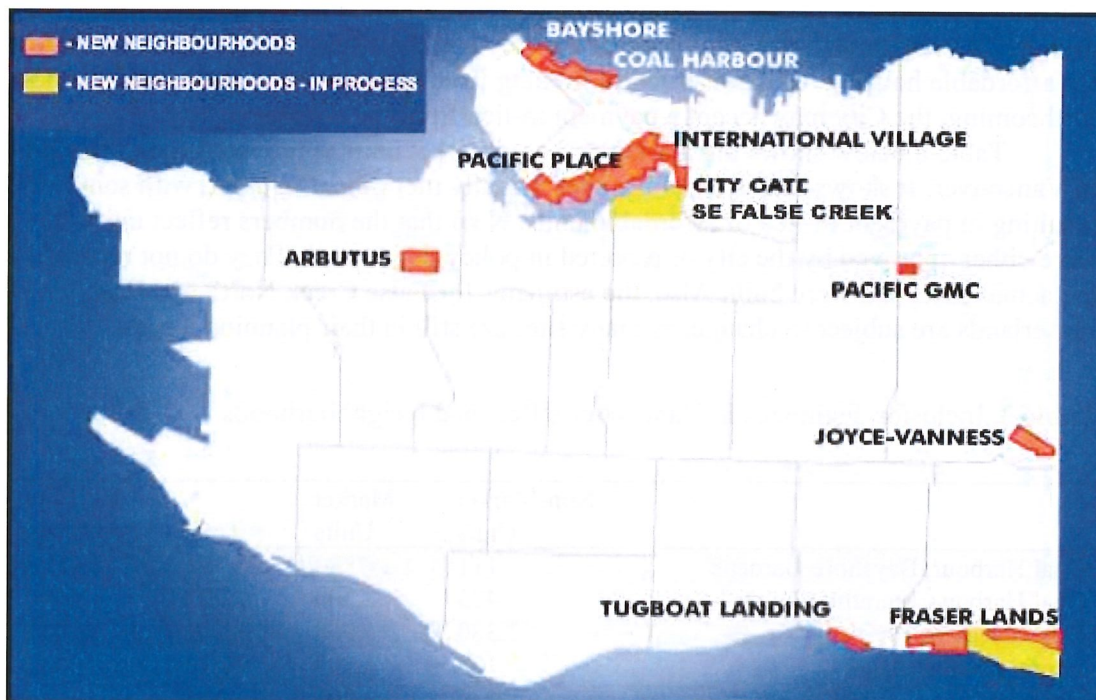 - NEW NEIGHBOURHOODS
- NEW NEIGHBOURHOODS - IN PROCESS
BAYSHORE
COAL HARBOUR
INTERNATIONAL VILLAGE
PACIFIC PLACE
CITY GATE
SE FALSE CREEK
ARBUTUS
PACIFIC GMC
JOYCE-VANNESS
TUGBOAT LANDING
FRASER LANDS